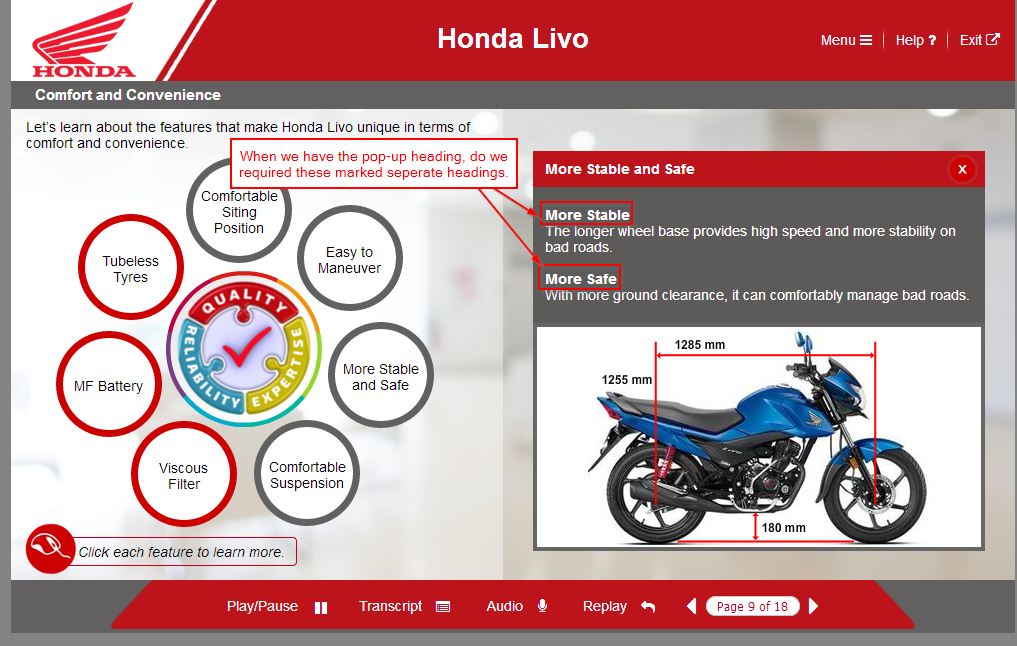 HONDA
Honda Livo
Menu
Help ?
Exit
Comfort and Convenience
Let's learn about the features that make Honda Livo unique in terms of
comfort and convenience.
When we have the pop-up heading, do we
required these marked seperate headings.
Comfortable
Siting
Position
Easy to
Maneuver
More Stable
and Safe
Comfortable
Suspension
Viscous
Filter
MF Battery
Tubeless
Tyres
QUALITY
EXPERTISE
RELIABILITY
Click each feature to learn more.
More Stable and Safe
X
More Stable
The longer wheel base provides high speed and more stability on
bad roads.
More Safe
With more ground clearance, it can comfortably manage bad roads.
1285 mm
1255 mm
LIVO
180 mm
Play/Pause
Transcript
Audio
Replay
Page 9 of 18